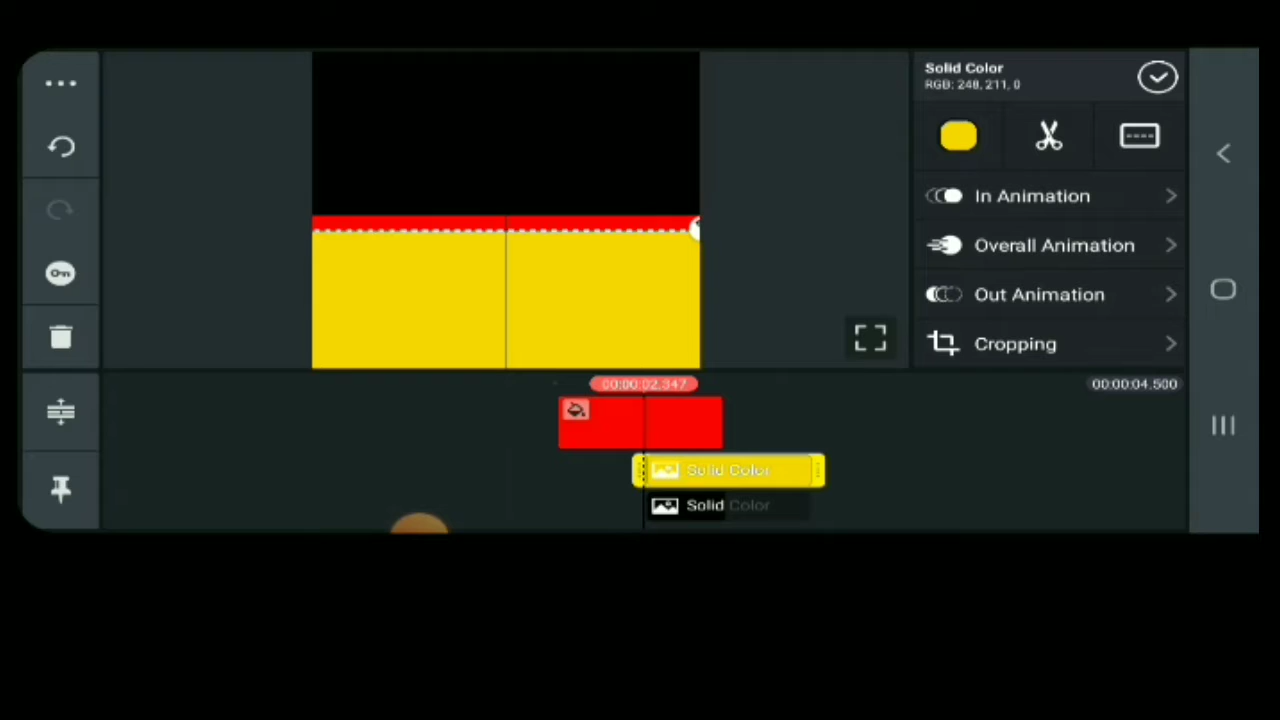 Solid Color
RGB: 248, 211, 0
In Animation
Overall Animation
Out Animation
Cropping
00:00:02.347
00:00:04.500
Solid Color
Solid Color